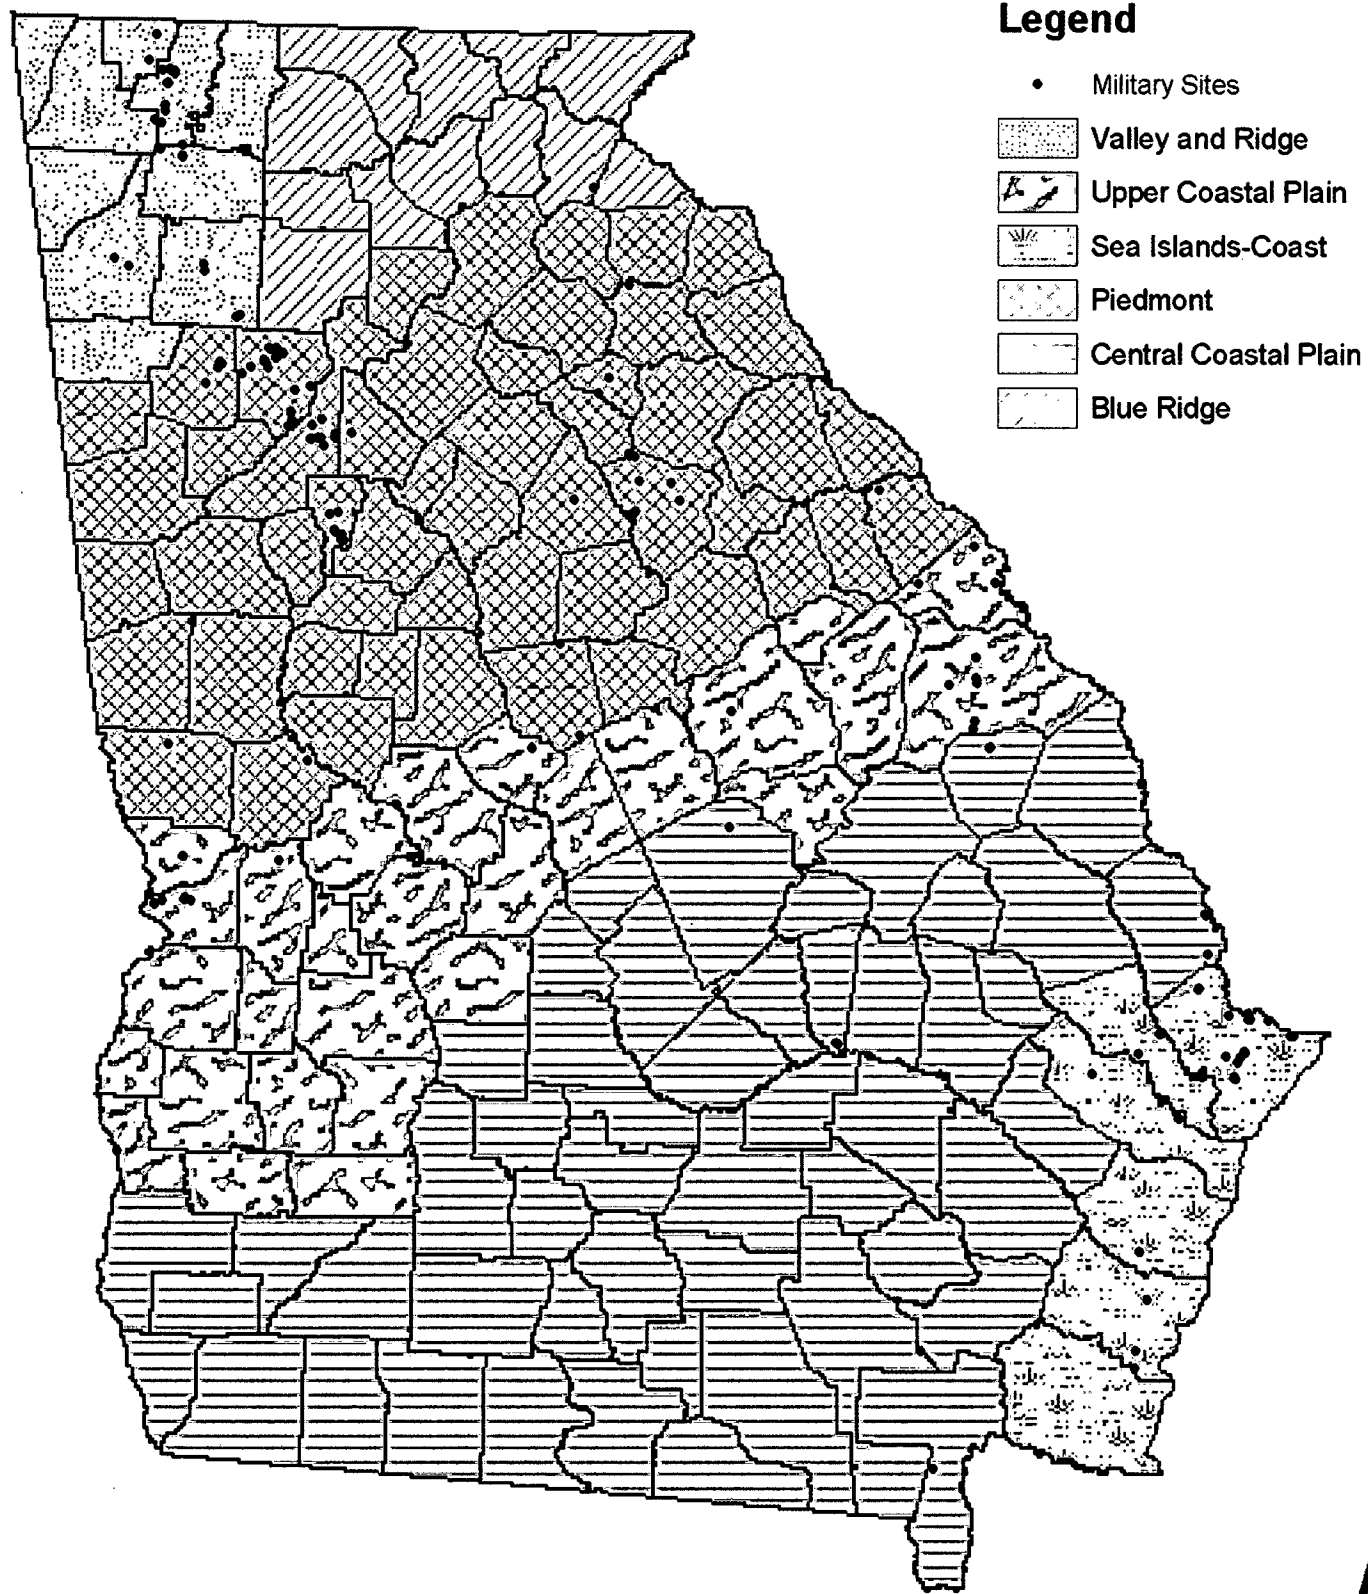 Legend
Military Sites
Valley and Ridge
Upper Coastal Plain
Sea Islands-Coast
Piedmont
Central Coastal Plain
Blue Ridge